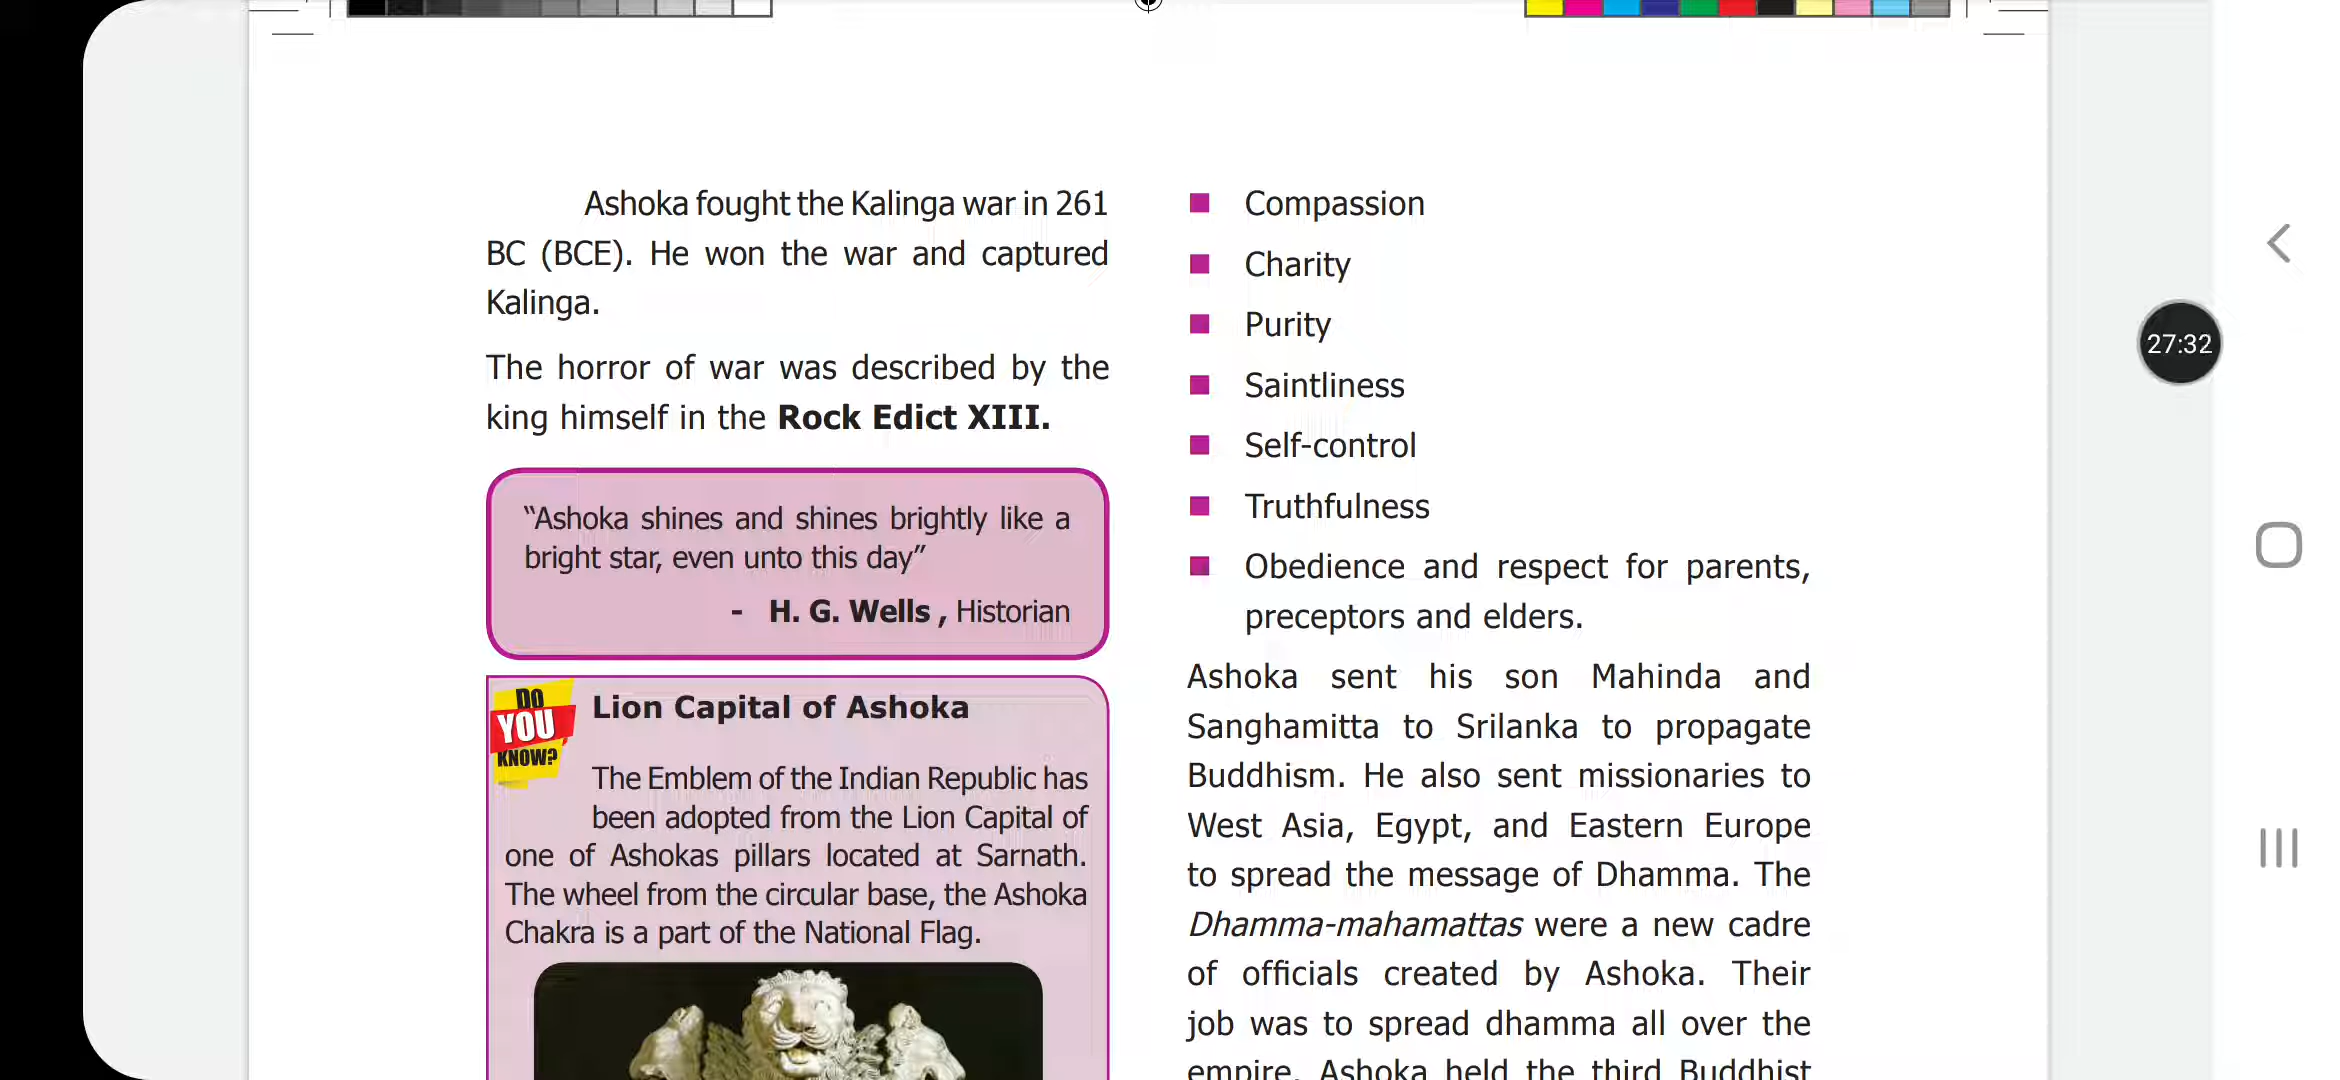 Ashoka fought the Kalinga war in 261
BC (BCE). He won the war and captured
Kalinga.
The horror of war was described by the
king himself in the Rock Edict XIII.
“Ashoka shines and shines brightly like a
bright star, even unto this day”
- H. G. Wells , Historian
DO
YOU
KNOW?
Lion Capital of Ashoka
The Emblem of the Indian Republic has
been adopted from the Lion Capital of
one of Ashokas pillars located at Sarnath.
The wheel from the circular base, the Ashoka
Chakra is a part of the National Flag.
Compassion
Charity
Purity
Saintliness
Self-control
Truthfulness
Obedience and respect for parents,
preceptors and elders.
Ashoka sent his son Mahinda and
Sanghamitta to Srilanka to propagate
Buddhism. He also sent missionaries to
West Asia, Egypt, and Eastern Europe
to spread the message of Dhamma. The
Dhamma-mahamattas were a new cadre
of officials created by Ashoka. Their
job was to spread dhamma all over the
empire. Ashoka held the third Buddhist
27:32